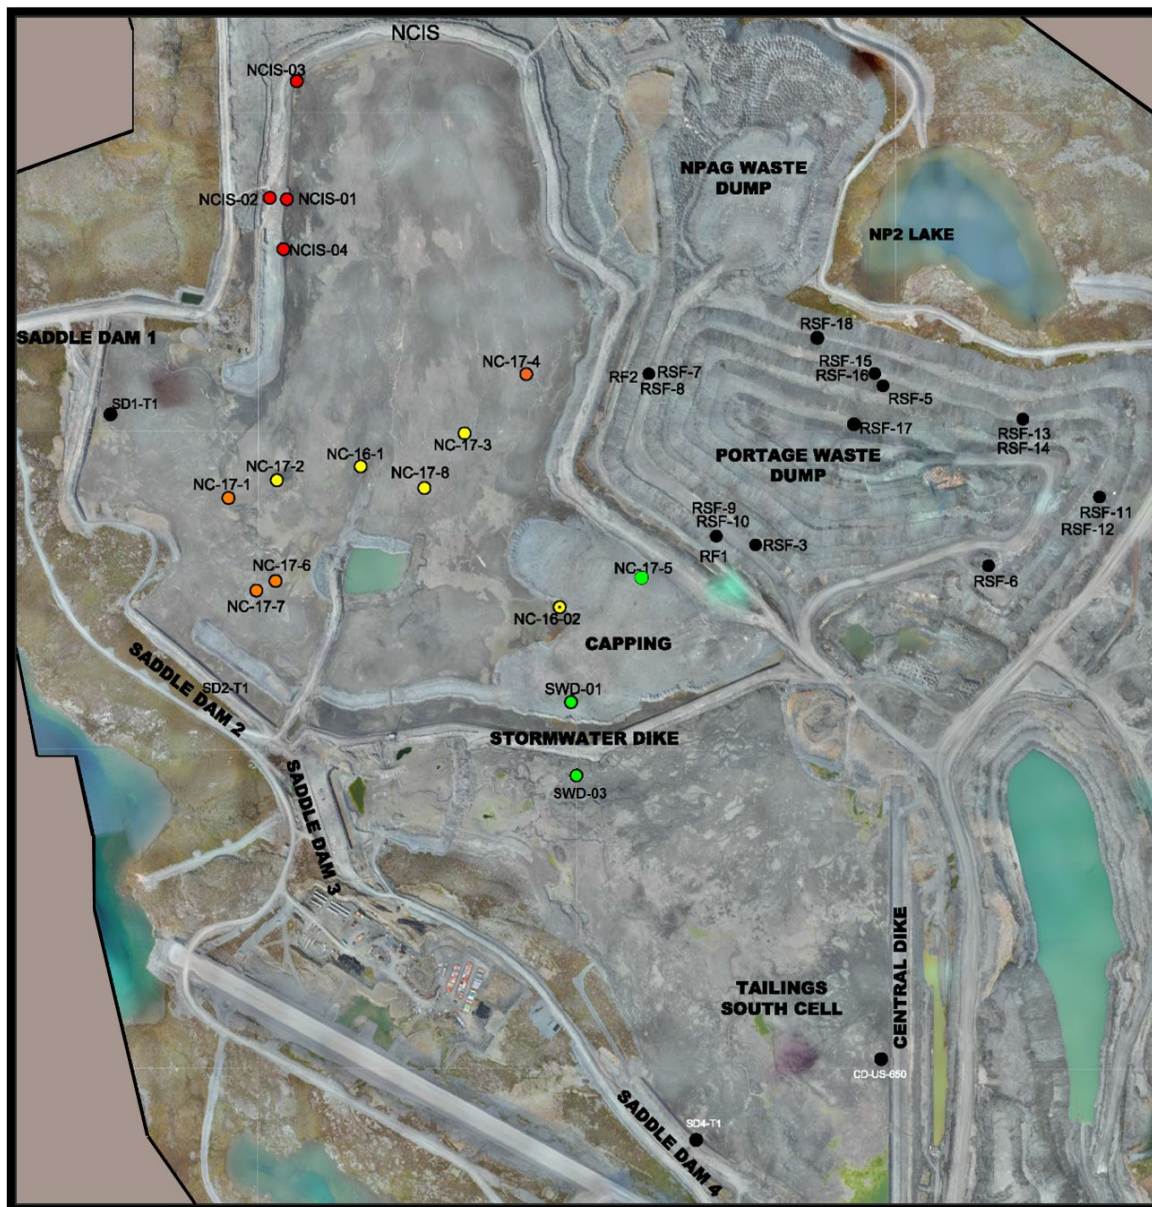 NCIS
NCIS-03
NPAG WASTE
DUMP
NCIS-02
NCIS-01
NP2 LAKE
NCIS-04
SADDLE DAM 1
RSF-18
NC-17-4
RF2
RSF-7
RSF-8
RSF-15
RSF-16
RSF-5
SD1-T1
RSF-17
RSF-13
RSF-14
NC-17-3
NC-16-1
PORTAGE WASTE
DUMP
NC-17-2
NC-17-8
NC-17-1
RSF-9
RSF-10
RF1
RSF-3
RSF-11
RSF-12
NC-17-5
RSF-6
NC-17-6
NC-17-7
NC-16-02
CAPPING
SADDLE DAM 2
SD2-T1
SWD-01
STORMWATER DIKE
SWD-03
SADDLE DAM 3
CENTRAL DIKE
TAILINGS
SOUTH CELL
CD-US-650
SD4-T1
SADDLE DAM 4